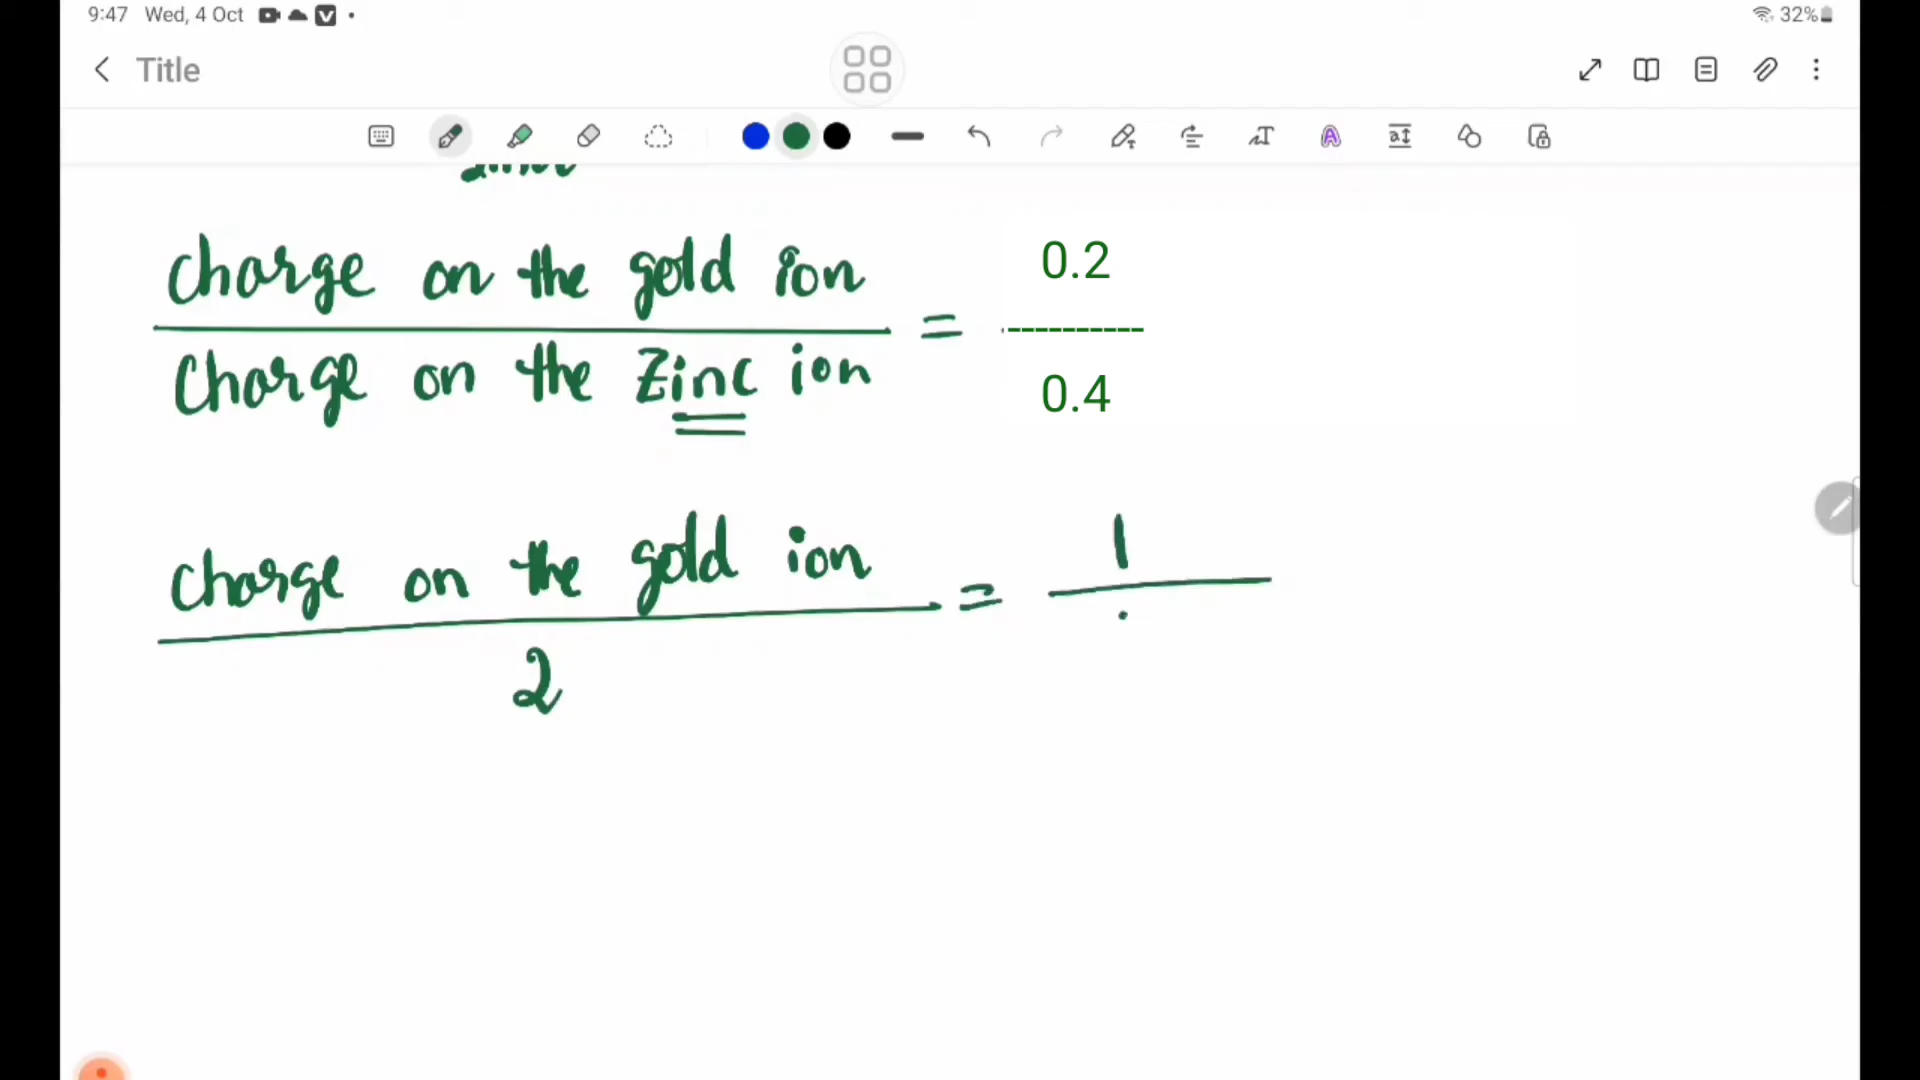 9:47 Wed, 4 Oct
32%
Title
Charge on the gold ion
Charge on the Zinc ion
=
0.2
----------
0.4
charge on the gold ion
2
=
1